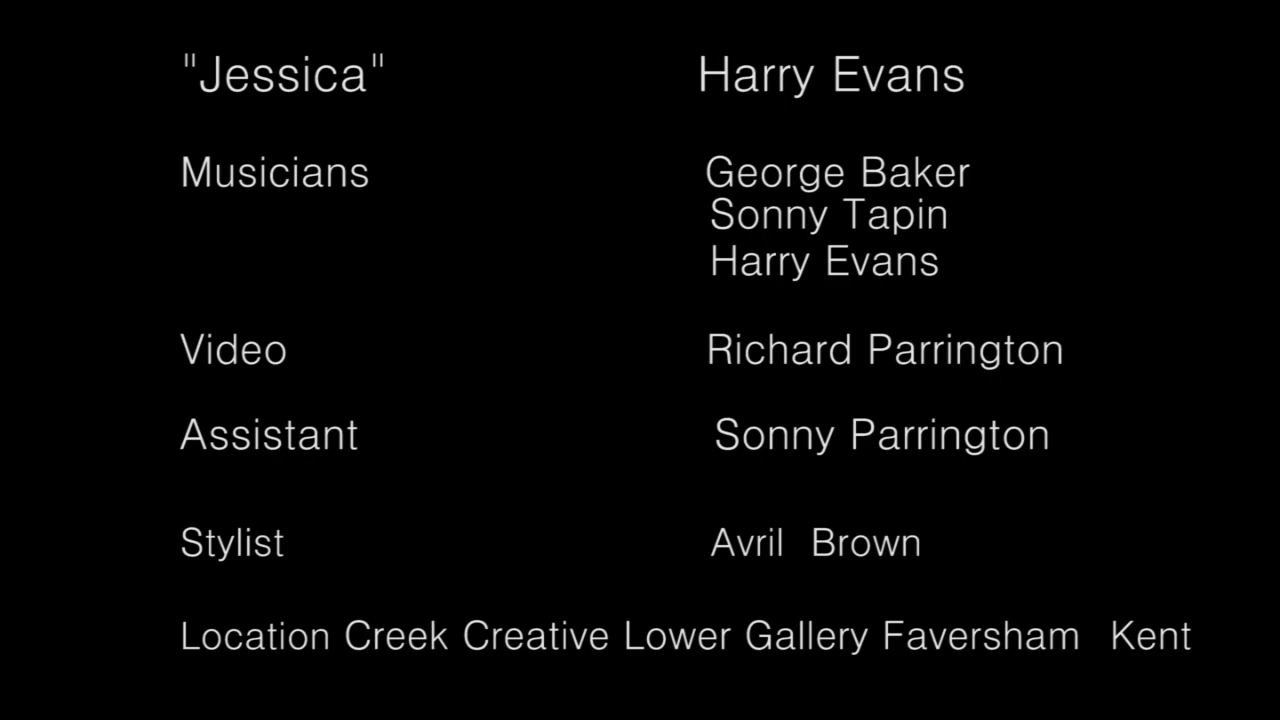 "Jessica" Harry Evans
Musicians George Baker
Sonny Tapin
Harry Evans
Video Richard Parrington
Assistant Sonny Parrington
Stylist Avril Brown
Location Creek Creative Lower Gallery Faversham Kent